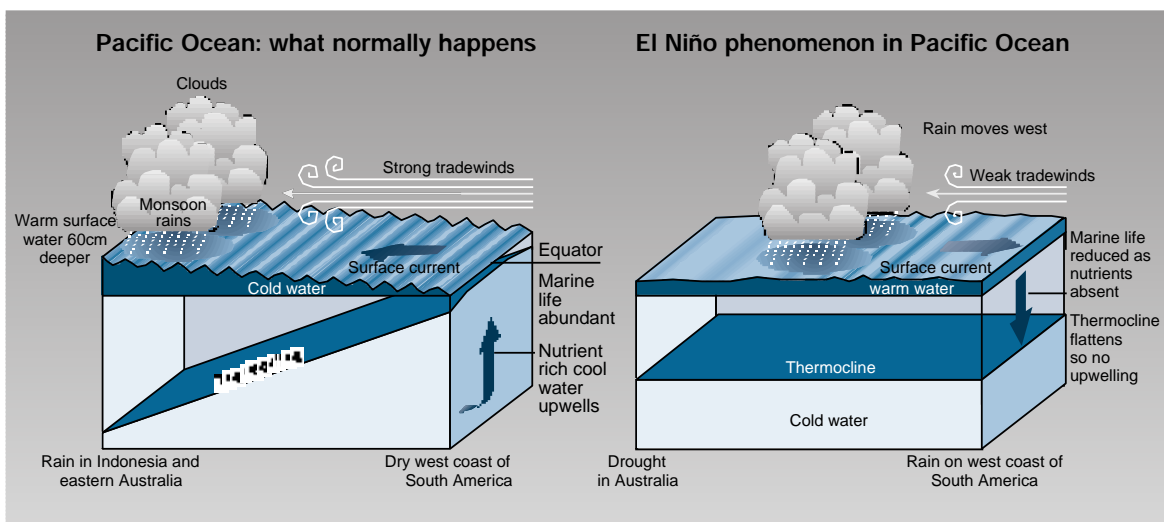 Pacific Ocean: what normally happens
Clouds
Strong tradewinds
Monsoon
rains
Warm surface
water 60cm
deeper
Surface current
Cold water
Equator
Marine
life
abundant
Nutrient
rich cool
water
upwells
Rain in Indonesia and
eastern Australia
Dry west coast of
South America
El Niño phenomenon in Pacific Ocean
Rain moves west
Weak tradewinds
Surface current
warm water
Marine life
reduced as
nutrients
absent
Thermocline
flattens
so no
upwelling
Thermocline
Cold water
Drought
in Australia
Rain on west coast of
South America